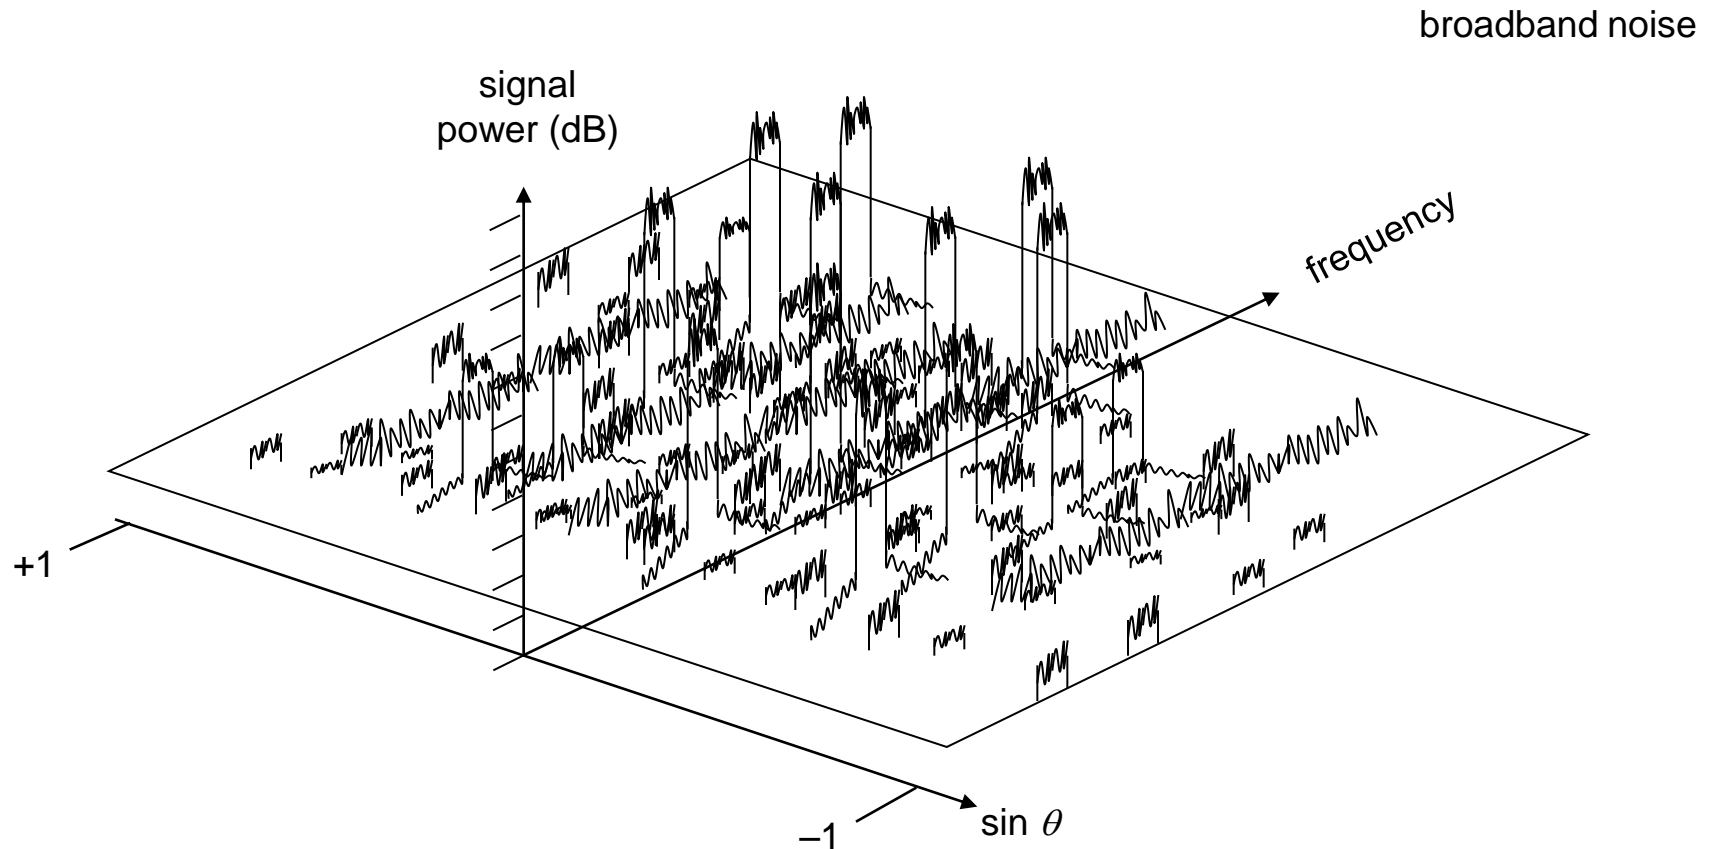 broadband noise
signal
power (dB)
frequency
+1
–1
sin θ